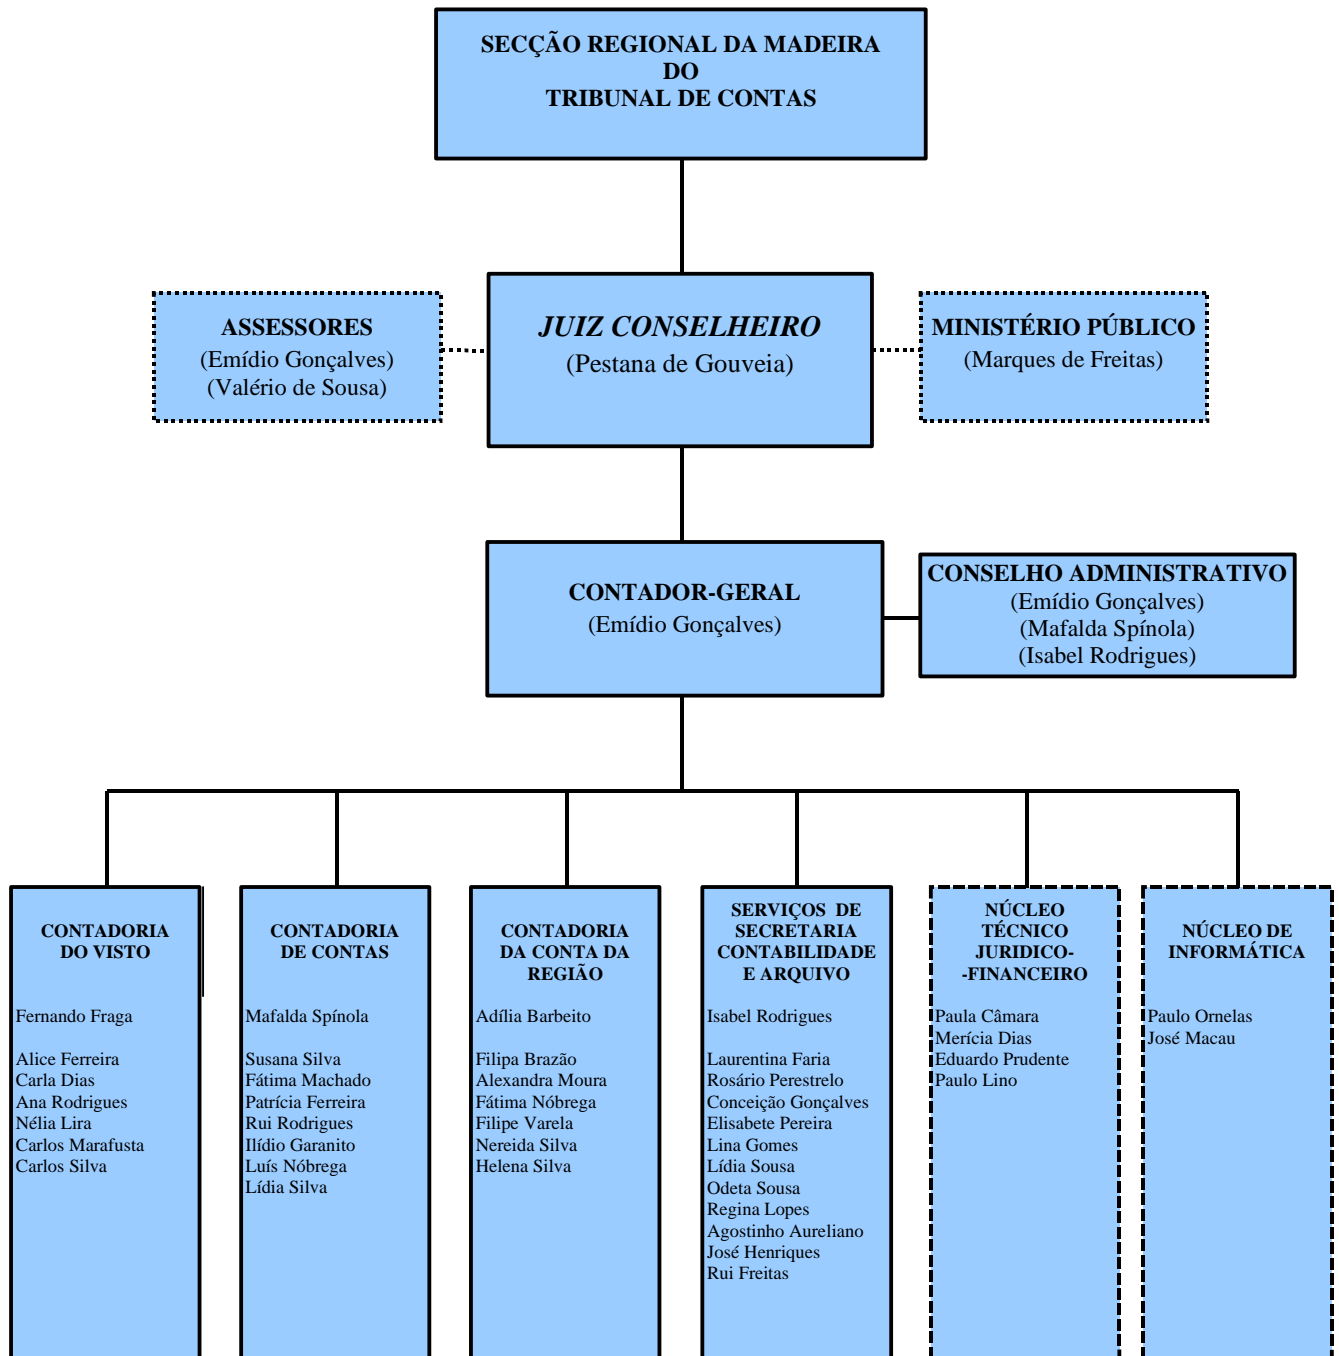 SECÇÃO REGIONAL DA MADEIRA
DO
TRIBUNAL DE CONTAS
ASSESSORES
(Emídio Gonçalves)
(Valério de Sousa)
JUIZ CONSELHEIRO
(Pestana de Gouveia)
MINISTÉRIO PÚBLICO
(Marques de Freitas)
CONTADOR-GERAL
(Emídio Gonçalves)
CONSELHO ADMINISTRATIVO
(Emídio Gonçalves)
(Mafalda Spínola)
(Isabel Rodrigues)
CONTADORIA
DO VISTO
Fernando Fraga
Alice Ferreira
Carla Dias
Ana Rodrigues
Nélia Lira
Carlos Marafusta
Carlos Silva
CONTADORIA
DE CONTAS
Mafalda Spínola
Susana Silva
Fátima Machado
Patrícia Ferreira
Rui Rodrigues
Ilídio Garanito
Luís Nóbrega
Lídia Silva
CONTADORIA
DA CONTA DA
REGIÃO
Adília Barbeito
Filipa Brazão
Alexandra Moura
Fátima Nóbrega
Filipe Varela
Nereida Silva
Helena Silva
SERVIÇOS DE
SECRETARIA
CONTABILIDADE
E ARQUIVO
Isabel Rodrigues
Laurentina Faria
Rosário Perestrelo
Conceição Gonçalves
Elisabete Pereira
Lina Gomes
Lídia Sousa
Odeta Sousa
Regina Lopes
Agostinho Aureliano
José Henriques
Rui Freitas
NÚCLEO
TÉCNICO
JURIDICO-
-FINANCEIRO
Paula Câmara
Merícia Dias
Eduardo Prudente
Paulo Lino
NÚCLEO DE
INFORMÁTICA
Paulo Ornelas
José Macau